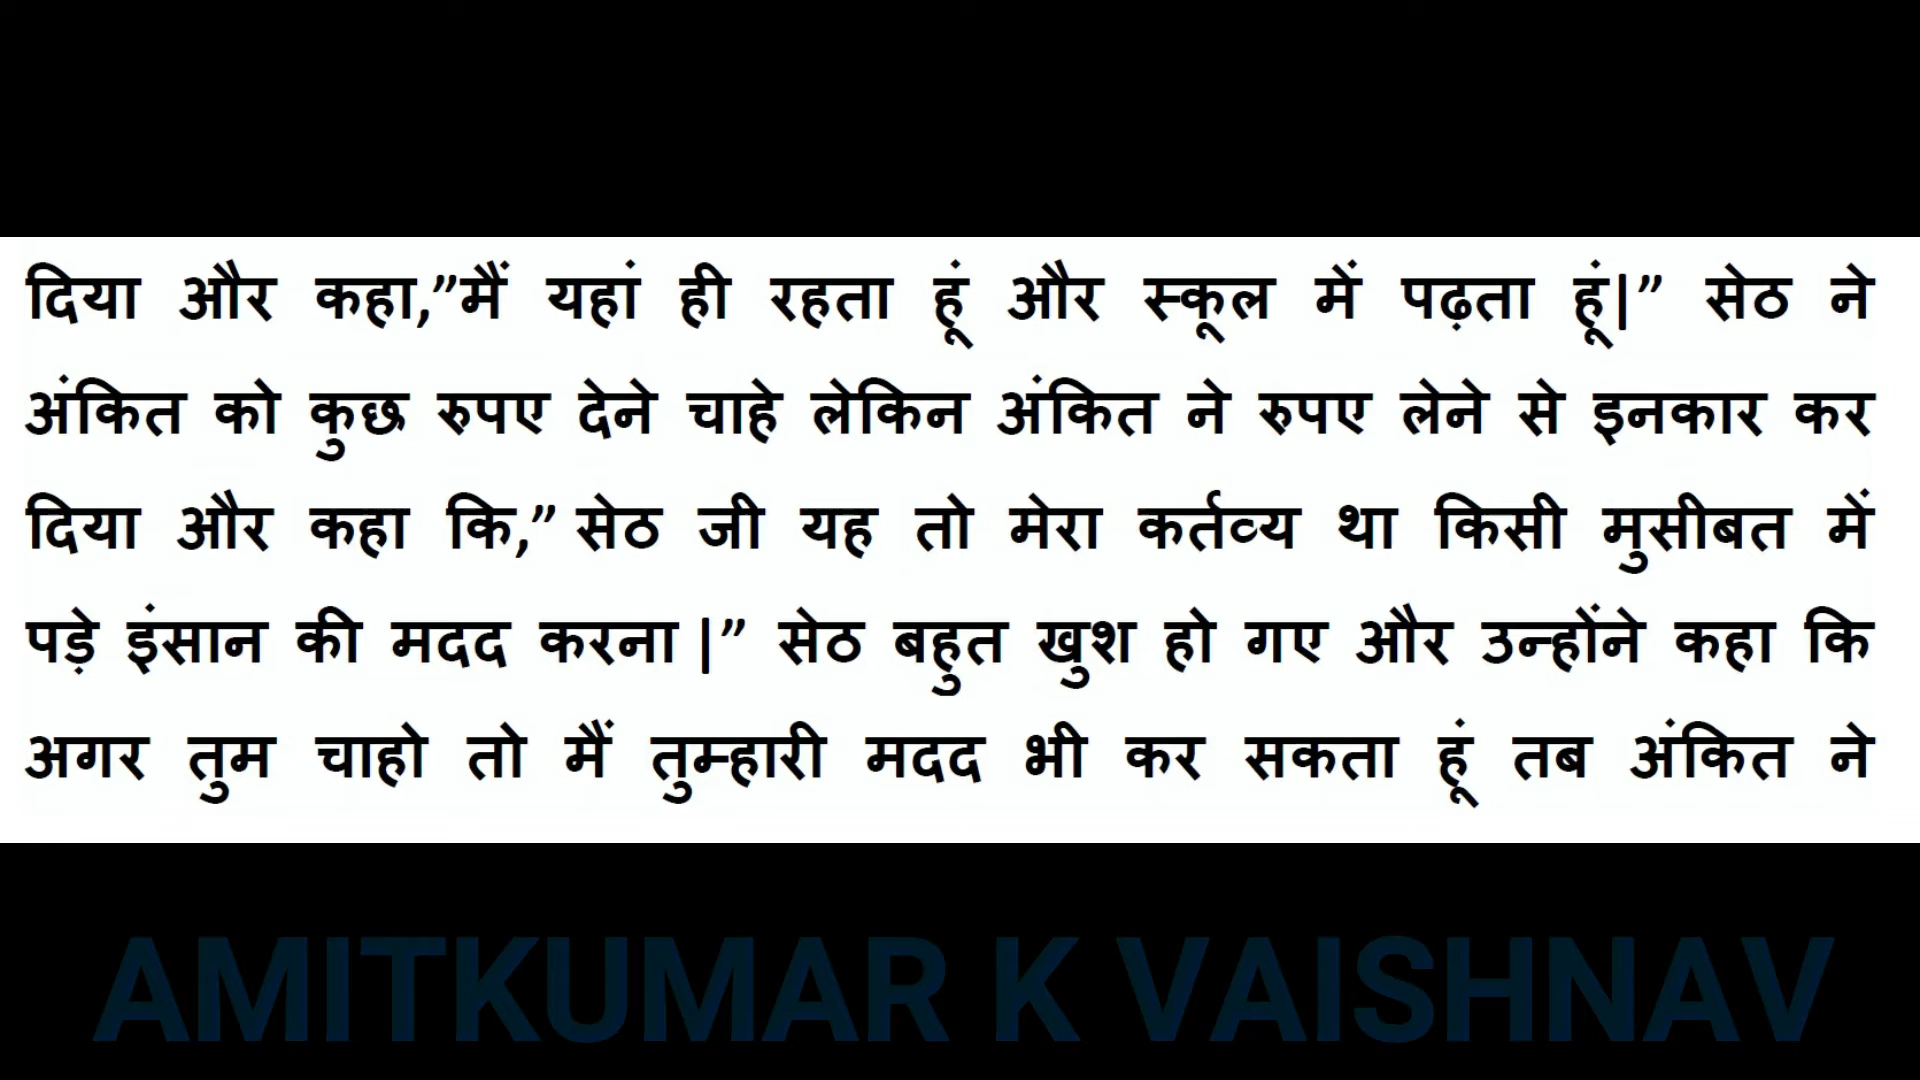 दिया और कहा,”मैं यहां ही रहता हूं और स्कूल में पढ़ता हूं|” सेठ ने
अंकित को कुछ रुपए देने चाहे लेकिन अंकित ने रुपए लेने से इनकार कर
दिया और कहा कि,” सेठ जी यह तो मेरा कर्तव्य था किसी मुसीबत में
पड़े इंसान की मदद करना |” सेठ बहुत खुश हो गए और उन्होंने कहा कि
अगर तुम चाहो तो मैं तुम्हारी मदद भी कर सकता हूं तब अंकित ने
AMITKUMAR K VAISHNAV